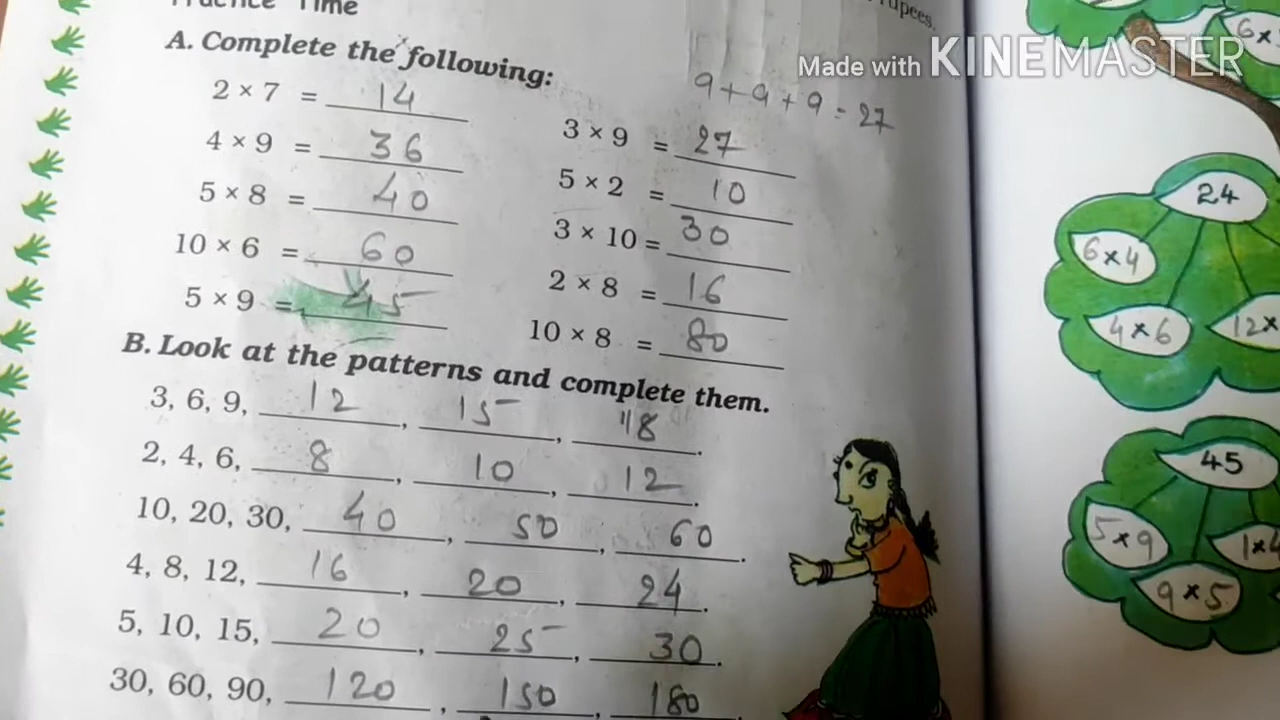 Practice Time
rupees.
A. Complete the following:
Made with KINEMASTER
9 + 9 + 9 = 27
2 × 7 = 14
4 × 9 = 36
5 × 8 = 40
10 × 6 = 60
5 × 9 = 45
3 × 9 = 27
5 × 2 = 10
3 × 10 = 30
2 × 8 = 16
10 × 8 = 80
B. Look at the patterns and complete them.
3, 6, 9, 12, 15, 18.
2, 4, 6, 8, 10, 12.
10, 20, 30, 40, 50, 60.
4, 8, 12, 16, 20, 24.
5, 10, 15, 20, 25, 30.
30, 60, 90, 120, 150, 180.
6×
24
6×4
4×6
12×
45
5×9
1×4
9×5